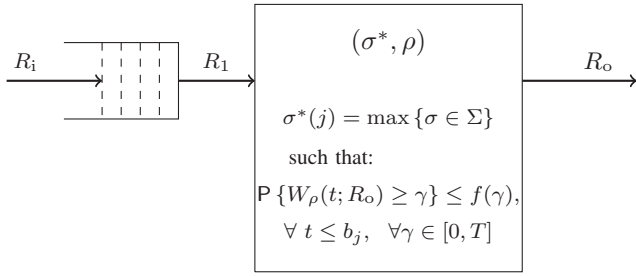 R_i
R_1
(σ*, ρ)
R_o
σ*(j) = max {σ ∈ Σ}
such that:
P {W_ρ(t; R_o) ≥ γ} ≤ f(γ),
∀ t ≤ b_j, ∀γ ∈ [0, T]